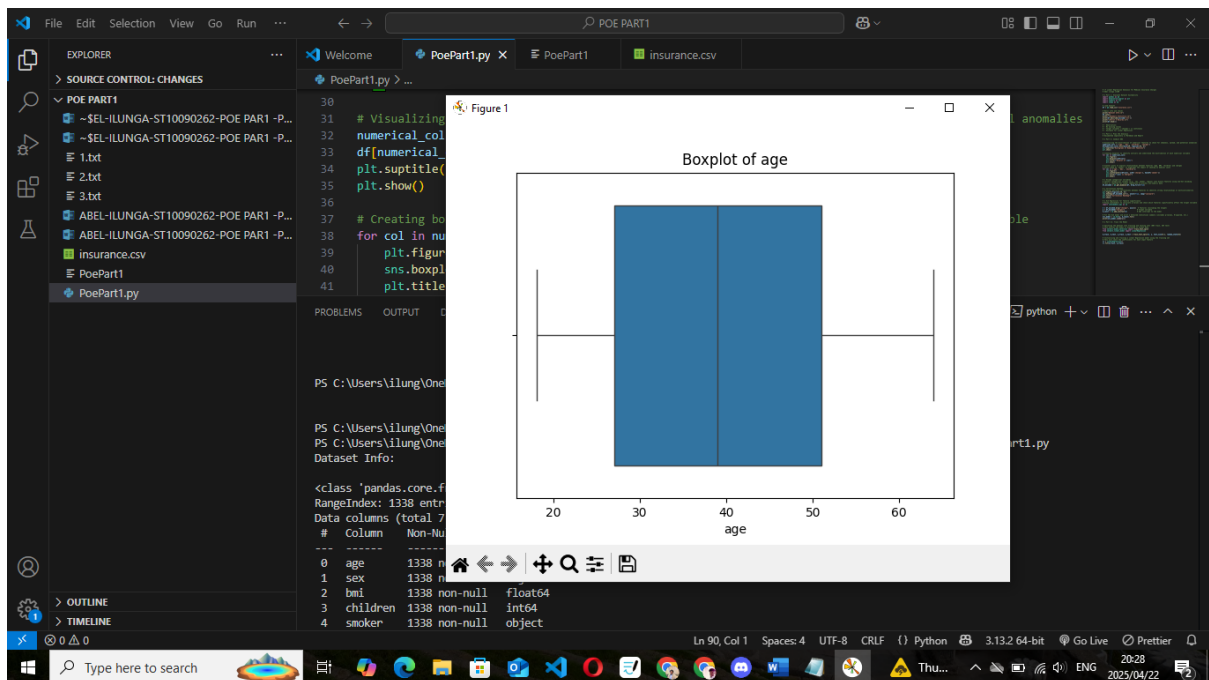 File Edit Selection View Go Run ···
POE PART1
EXPLORER ···
SOURCE CONTROL: CHANGES
POE PART1
~$EL-ILUNGA-ST10090262-POE PAR1 -P...
~$EL-ILUNGA-ST10090262-POE PAR1 -P...
1.txt
2.txt
3.txt
ABEL-ILUNGA-ST10090262-POE PAR1 -P...
ABEL-ILUNGA-ST10090262-POE PAR1 -P...
insurance.csv
PoePart1
PoePart1.py
OUTLINE
TIMELINE
Welcome PoePart1.py PoePart1 insurance.csv
PoePart1.py > ...
30
31 # Visualizing l anomalies
32 numerical_col
33 df[numerical_
34 plt.suptitle(
35 plt.show()
36
37 # Creating bo ple
38 for col in nu
39 plt.figur
40 sns.boxpl
41 plt.title
Figure 1
Boxplot of age
20 30 40 50 60
age
PROBLEMS OUTPUT python
PS C:\Users\ilung\One
PS C:\Users\ilung\One
PS C:\Users\ilung\One rt1.py
Dataset Info:
<class 'pandas.core.f
RangeIndex: 1338 entr
Data columns (total 7
# Column Non-Nu
--- ------ ------
0 age 1338 n
1 sex 1338 n
2 bmi 1338 non-null float64
3 children 1338 non-null int64
4 smoker 1338 non-null object
0 0 Ln 90, Col 1 Spaces: 4 UTF-8 CRLF {} Python 3.13.2 64-bit Go Live Prettier
Type here to search Thu... ENG 20:28
2025/04/22 2